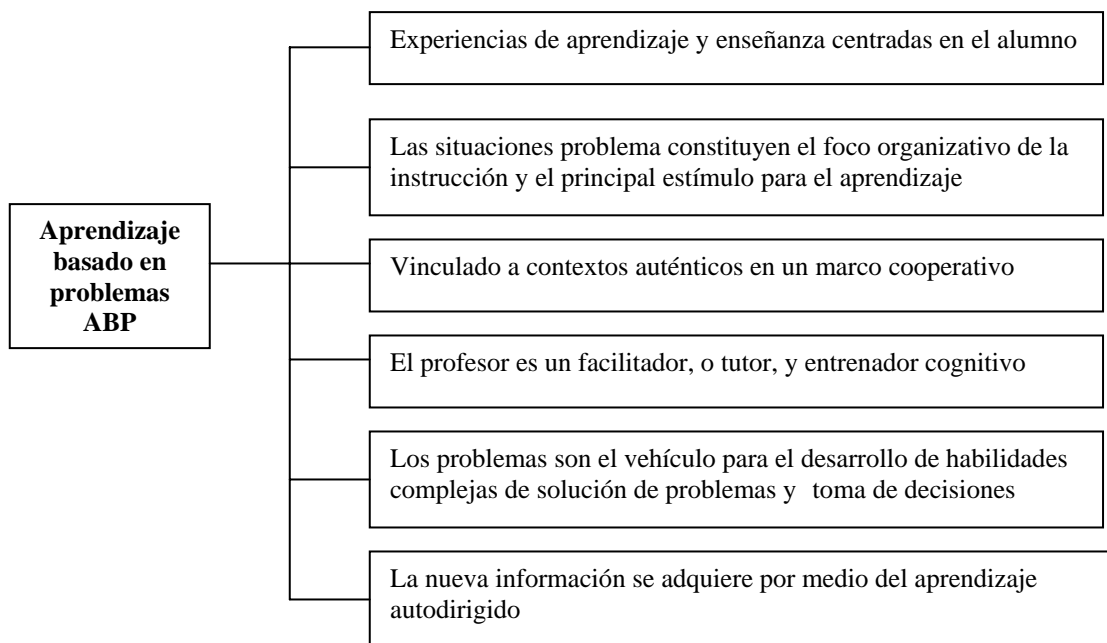 Experiencias de aprendizaje y enseñanza centradas en el alumno
Las situaciones problema constituyen el foco organizativo de la
instrucción y el principal estímulo para el aprendizaje
Aprendizaje
basado en
problemas
ABP
Vinculado a contextos auténticos en un marco cooperativo
El profesor es un facilitador, o tutor, y entrenador cognitivo
Los problemas son el vehículo para el desarrollo de habilidades
complejas de solución de problemas y toma de decisiones
La nueva información se adquiere por medio del aprendizaje
autodirigido